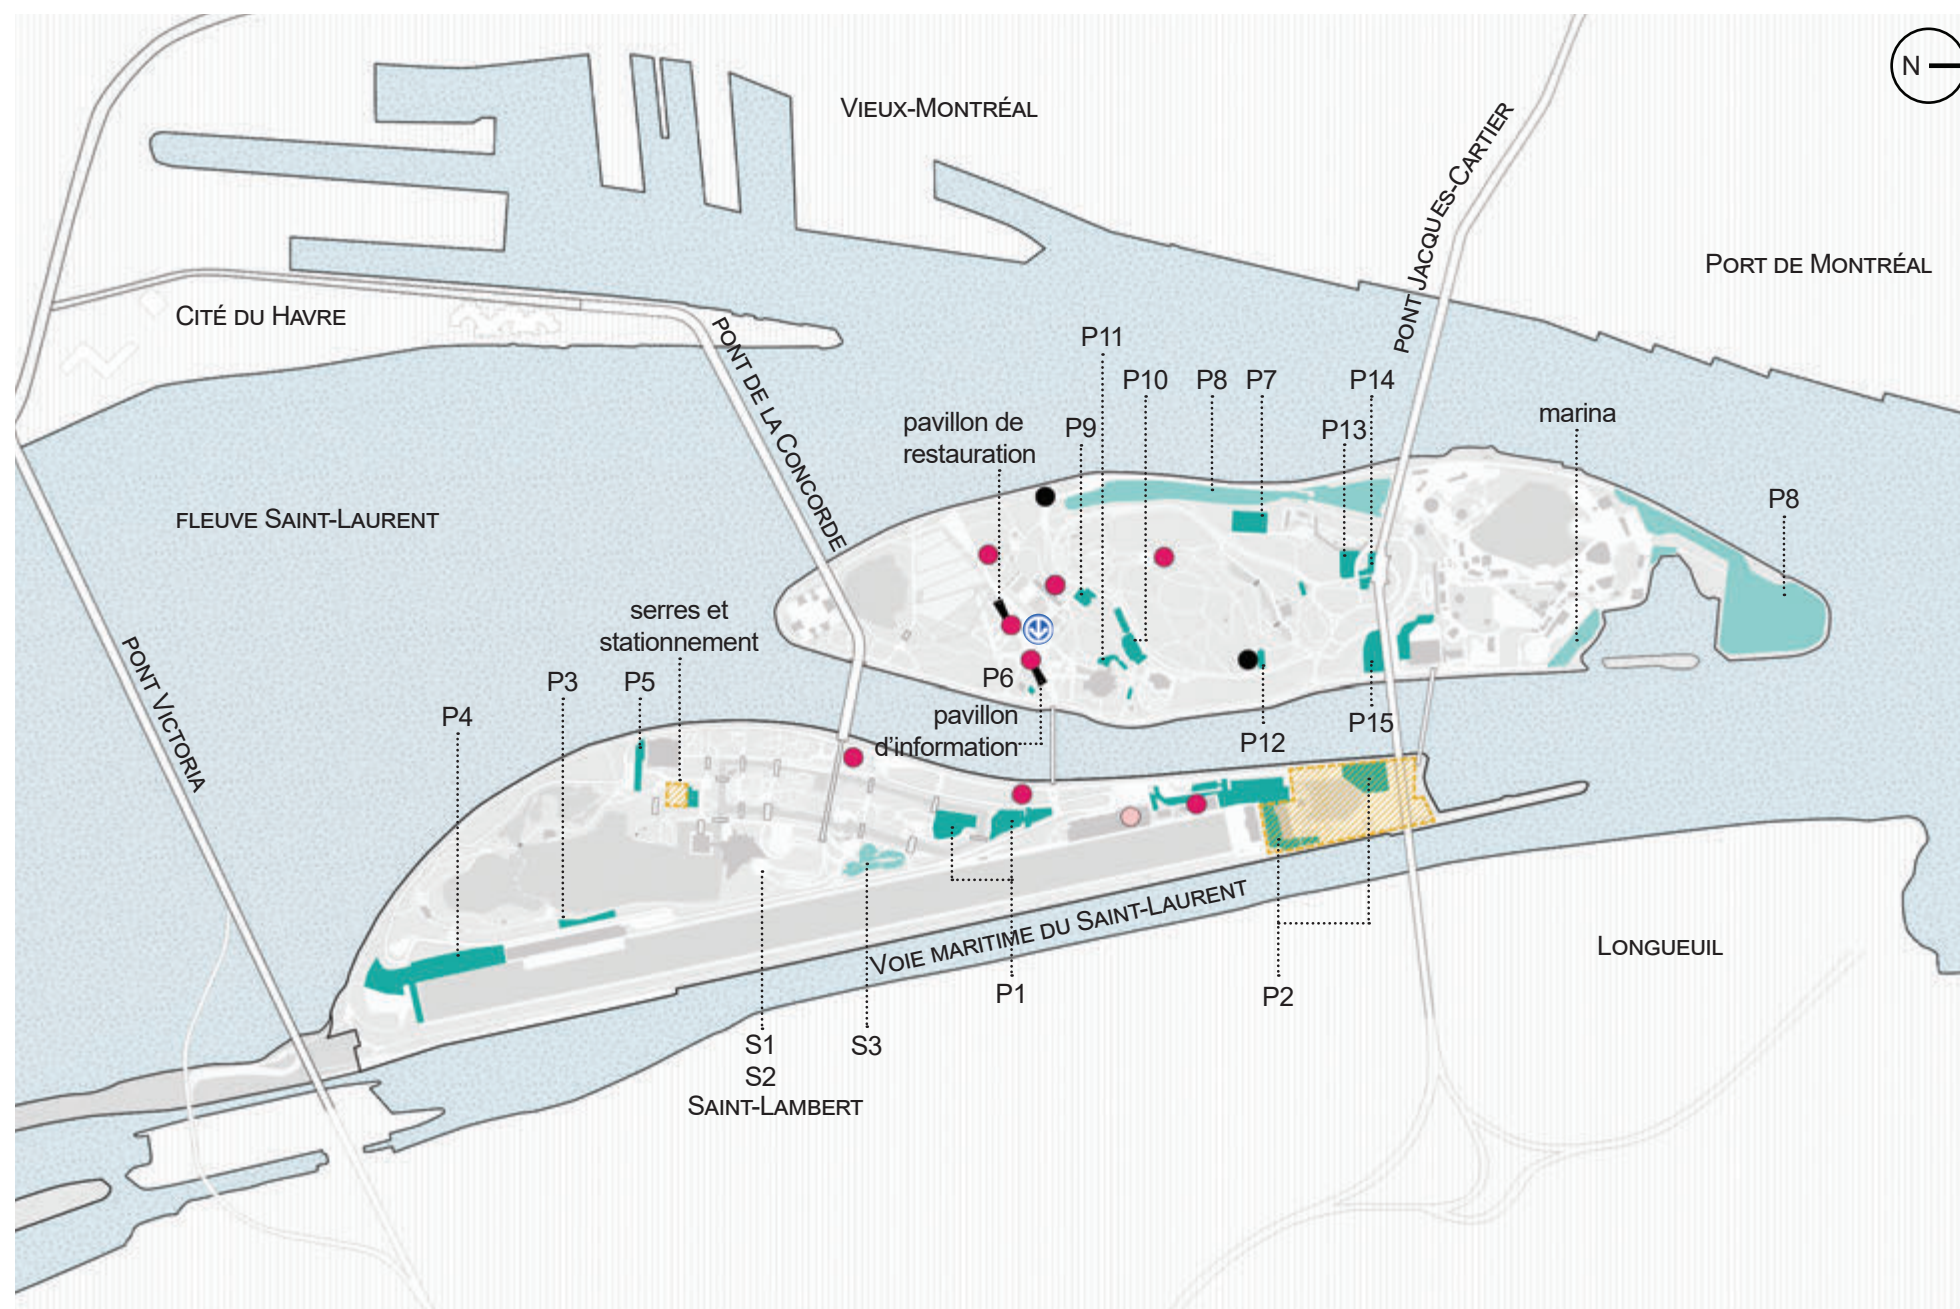 N
VIEUX-MONTRÉAL
PONT JACQUES-CARTIER
PORT DE MONTRÉAL
CITÉ DU HAVRE
PONT DE LA CONCORDE
P11
P10
P8
P7
P14
pavillon de
restauration
P9
P13
marina
P8
FLEUVE SAINT-LAURENT
serres et
stationnement
PONT VICTORIA
P4
P3
P5
P6
pavillon
d'information
P12
P15
VOIE MARITIME DU SAINT-LAURENT
LONGUEUIL
P1
P2
S1
S2
S3
SAINT-LAMBERT